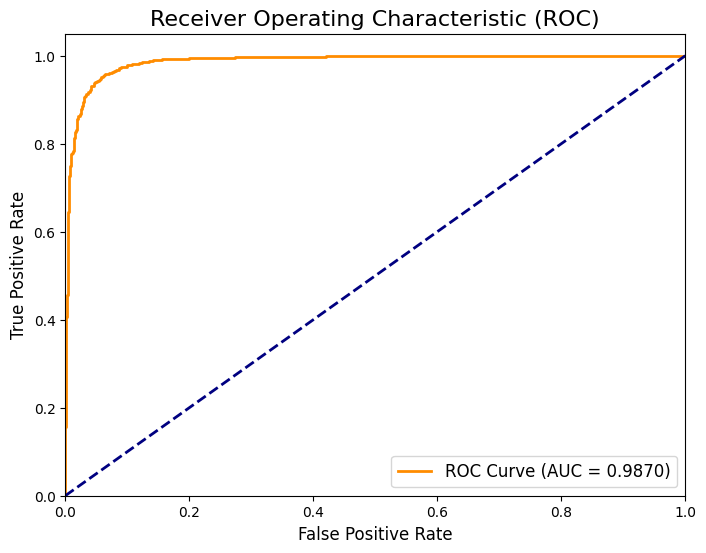 Receiver Operating Characteristic (ROC)
1.0
0.8
0.6
0.4
0.2
0.0
True Positive Rate
ROC Curve (AUC = 0.9870)
0.0 0.2 0.4 0.6 0.8 1.0
False Positive Rate